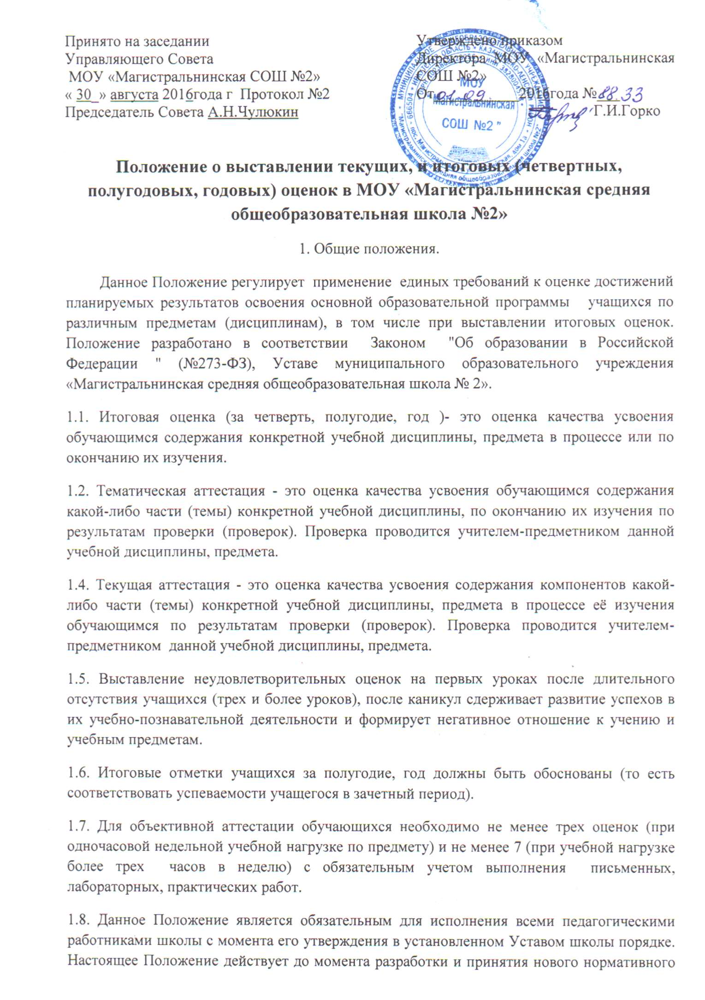 Принято на заседании
Управляющего Совета
МОУ «Магистральнинская СОШ №2»
« 30_» августа 2016года г  Протокол №2
Председатель Совета А.Н.Чулюкин
Утверждено приказом
Директора МОУ «Магистральнинская
СОШ №2»
От 01.09. 2016года № 88.33
Г.И.Горко
МОУ
"Магистральнинская
СОШ №2"
Положение о выставлении текущих, и итоговых (четвертных,
полугодовых, годовых) оценок в МОУ «Магистральнинская средняя
общеобразовательная школа №2»
1. Общие положения.
Данное Положение регулирует  применение  единых требований к оценке достижений
планируемых результатов освоения основной образовательной программы  учащихся по
различным предметам (дисциплинам), в том числе при выставлении итоговых оценок.
Положение разработано в соответствии  Законом  "Об образовании в Российской
Федерации " (№273-ФЗ), Уставе муниципального образовательного учреждения
«Магистральнинская средняя общеобразовательная школа № 2».
1.1. Итоговая оценка (за четверть, полугодие, год )- это оценка качества усвоения
обучающимся содержания конкретной учебной дисциплины, предмета в процессе или по
окончанию их изучения.
1.2. Тематическая аттестация - это оценка качества усвоения обучающимся содержания
какой-либо части (темы) конкретной учебной дисциплины, по окончанию их изучения по
результатам проверки (проверок). Проверка проводится учителем-предметником данной
учебной дисциплины, предмета.
1.4. Текущая аттестация - это оценка качества усвоения содержания компонентов какой-
либо части (темы) конкретной учебной дисциплины, предмета в процессе её изучения
обучающимся по результатам проверки (проверок). Проверка проводится учителем-
предметником  данной учебной дисциплины, предмета.
1.5. Выставление неудовлетворительных оценок на первых уроках после длительного
отсутствия учащихся (трех и более уроков), после каникул сдерживает развитие успехов в
их учебно-познавательной деятельности и формирует негативное отношение к учению и
учебным предметам.
1.6. Итоговые отметки учащихся за полугодие, год должны быть обоснованы (то есть
соответствовать успеваемости учащегося в зачетный период).
1.7. Для объективной аттестации обучающихся необходимо не менее трех оценок (при
одночасовой недельной учебной нагрузке по предмету) и не менее 7 (при учебной нагрузке
более трех  часов в неделю) с обязательным учетом выполнения  письменных,
лабораторных, практических работ.
1.8. Данное Положение является обязательным для исполнения всеми педагогическими
работниками школы с момента его утверждения в установленном Уставом школы порядке.
Настоящее Положение действует до момента разработки и принятия нового нормативного